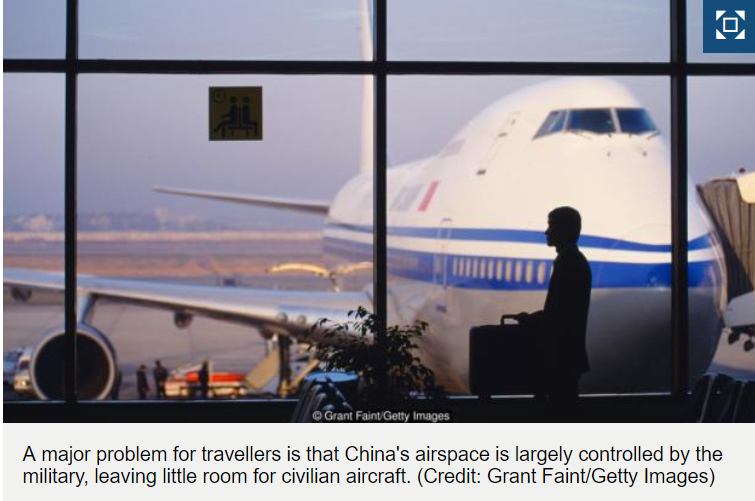 © Grant Faint/Getty Images
A major problem for travellers is that China's airspace is largely controlled by the
military, leaving little room for civilian aircraft. (Credit: Grant Faint/Getty Images)